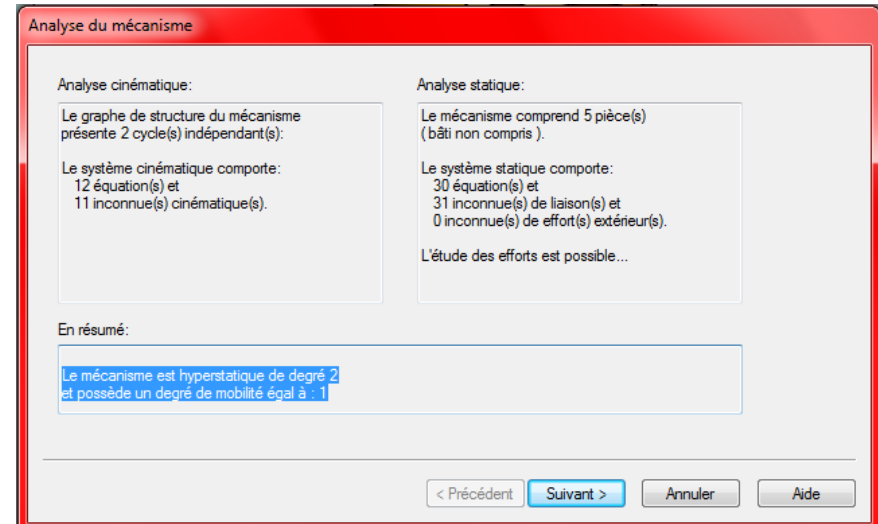 Analyse du mécanisme
Analyse cinématique:
Le graphe de structure du mécanisme
présente 2 cycle(s) indépendant(s):
Le système cinématique comporte:
12 équation(s) et
11 inconnue(s) cinématique(s).
Analyse statique:
Le mécanisme comprend 5 pièce(s)
( bâti non compris ).
Le système statique comporte:
30 équation(s) et
31 inconnue(s) de liaison(s) et
0 inconnue(s) de effort(s) extérieur(s).
L'étude des efforts est possible...
En résumé:
Le mécanisme est hyperstatique de degré 2
et possède un degré de mobilité égal à : 1
< Précédent
Suivant >
Annuler
Aide